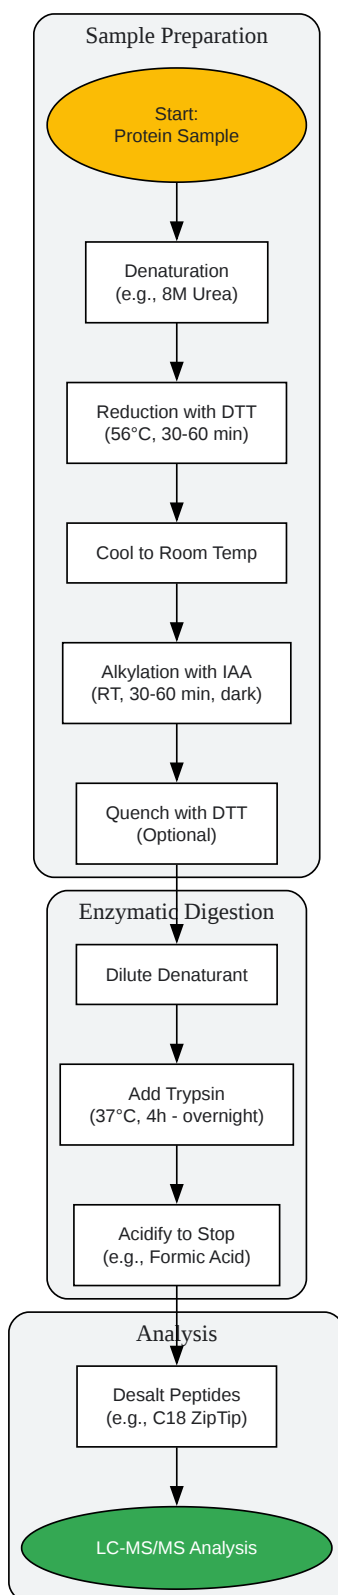 Sample Preparation
Start:
Protein Sample
Denaturation
(e.g., 8M Urea)
Reduction with DTT
(56°C, 30-60 min)
Cool to Room Temp
Alkylation with IAA
(RT, 30-60 min, dark)
Quench with DTT
(Optional)
Enzymatic Digestion
Dilute Denaturant
Add Trypsin
(37°C, 4h - overnight)
Acidify to Stop
(e.g., Formic Acid)
Analysis
Desalt Peptides
(e.g., C18 ZipTip)
LC-MS/MS Analysis